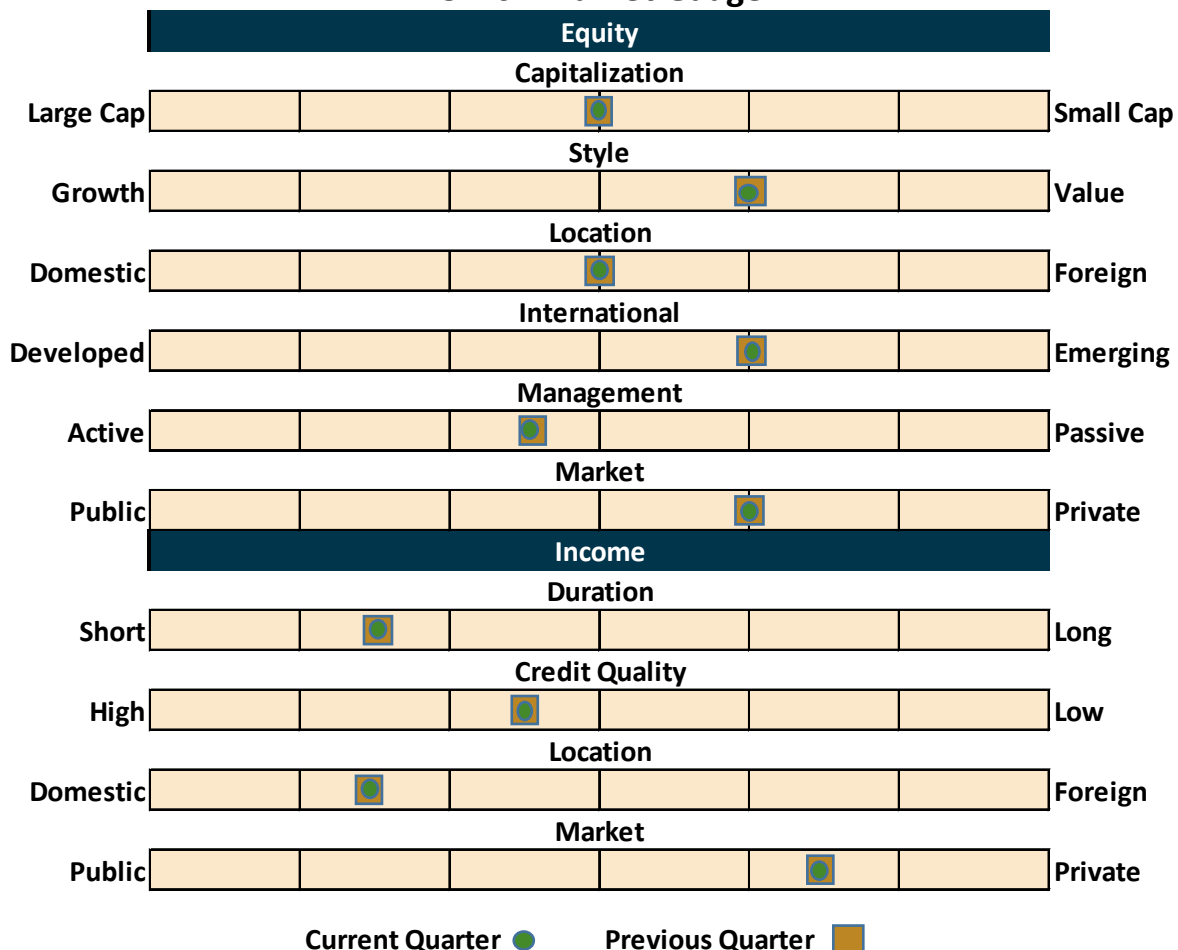 Equity
Capitalization
Large Cap Small Cap
Style
Growth Value
Location
Domestic Foreign
International
Developed Emerging
Management
Active Passive
Market
Public Private
Income
Duration
Short Long
Credit Quality
High Low
Location
Domestic Foreign
Market
Public Private
Current Quarter Previous Quarter